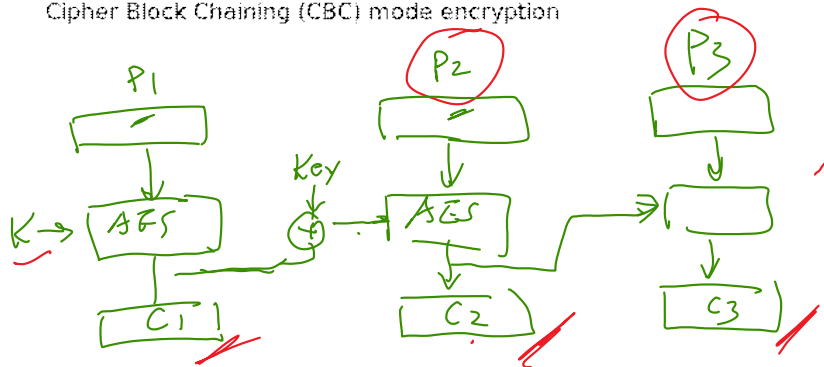 Cipher Block Chaining (CBC) mode encryption
P1
P2
P3
Key
K
AES
+
AES
C1
C2
C3